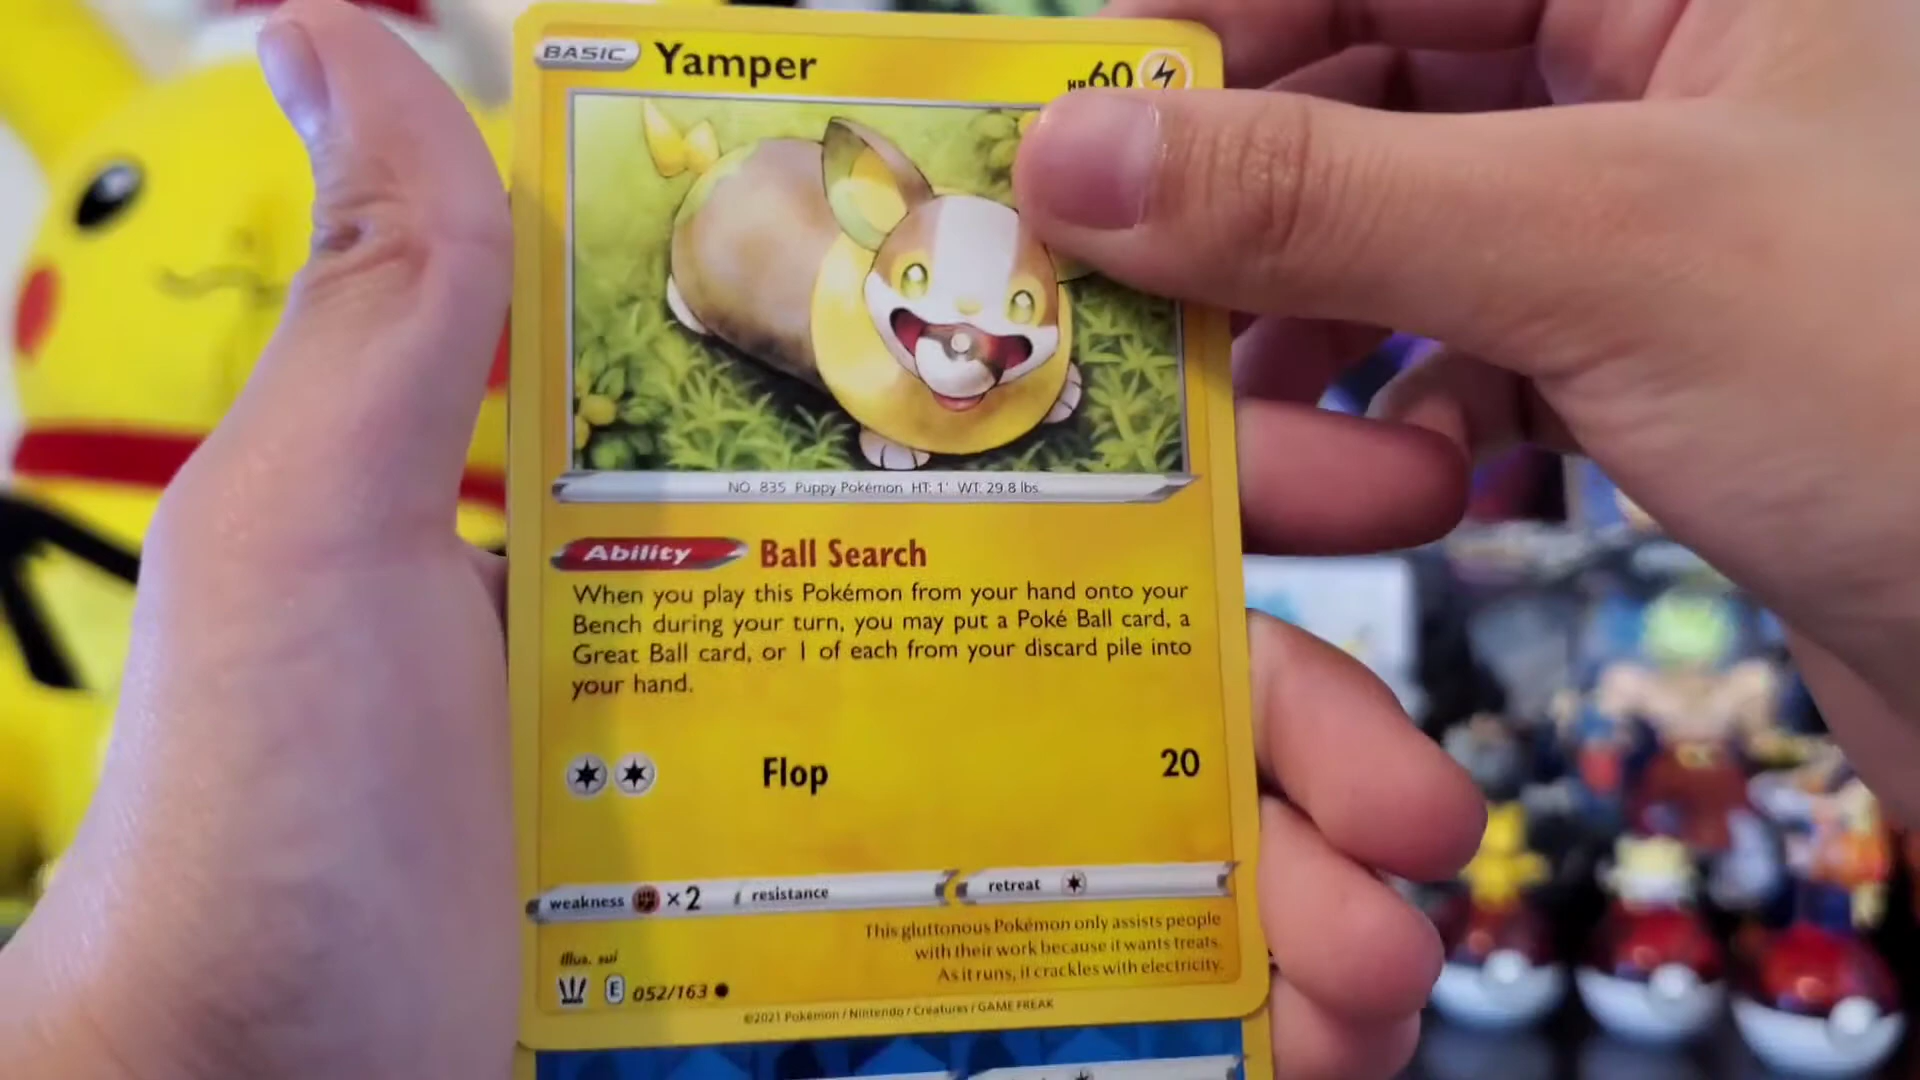 BASIC Yamper HP60
NO. 835 Puppy Pokémon HT: 1' WT: 29.8 lbs.
Ability Ball Search
When you play this Pokémon from your hand onto your
Bench during your turn, you may put a Poké Ball card, a
Great Ball card, or 1 of each from your discard pile into
your hand.
Flop 20
weakness ×2 resistance retreat
This gluttonous Pokémon only assists people
with their work because it wants treats.
As it runs, it crackles with electricity.
Illus. sui
E 052/163
©2021 Pokémon / Nintendo / Creatures / GAME FREAK